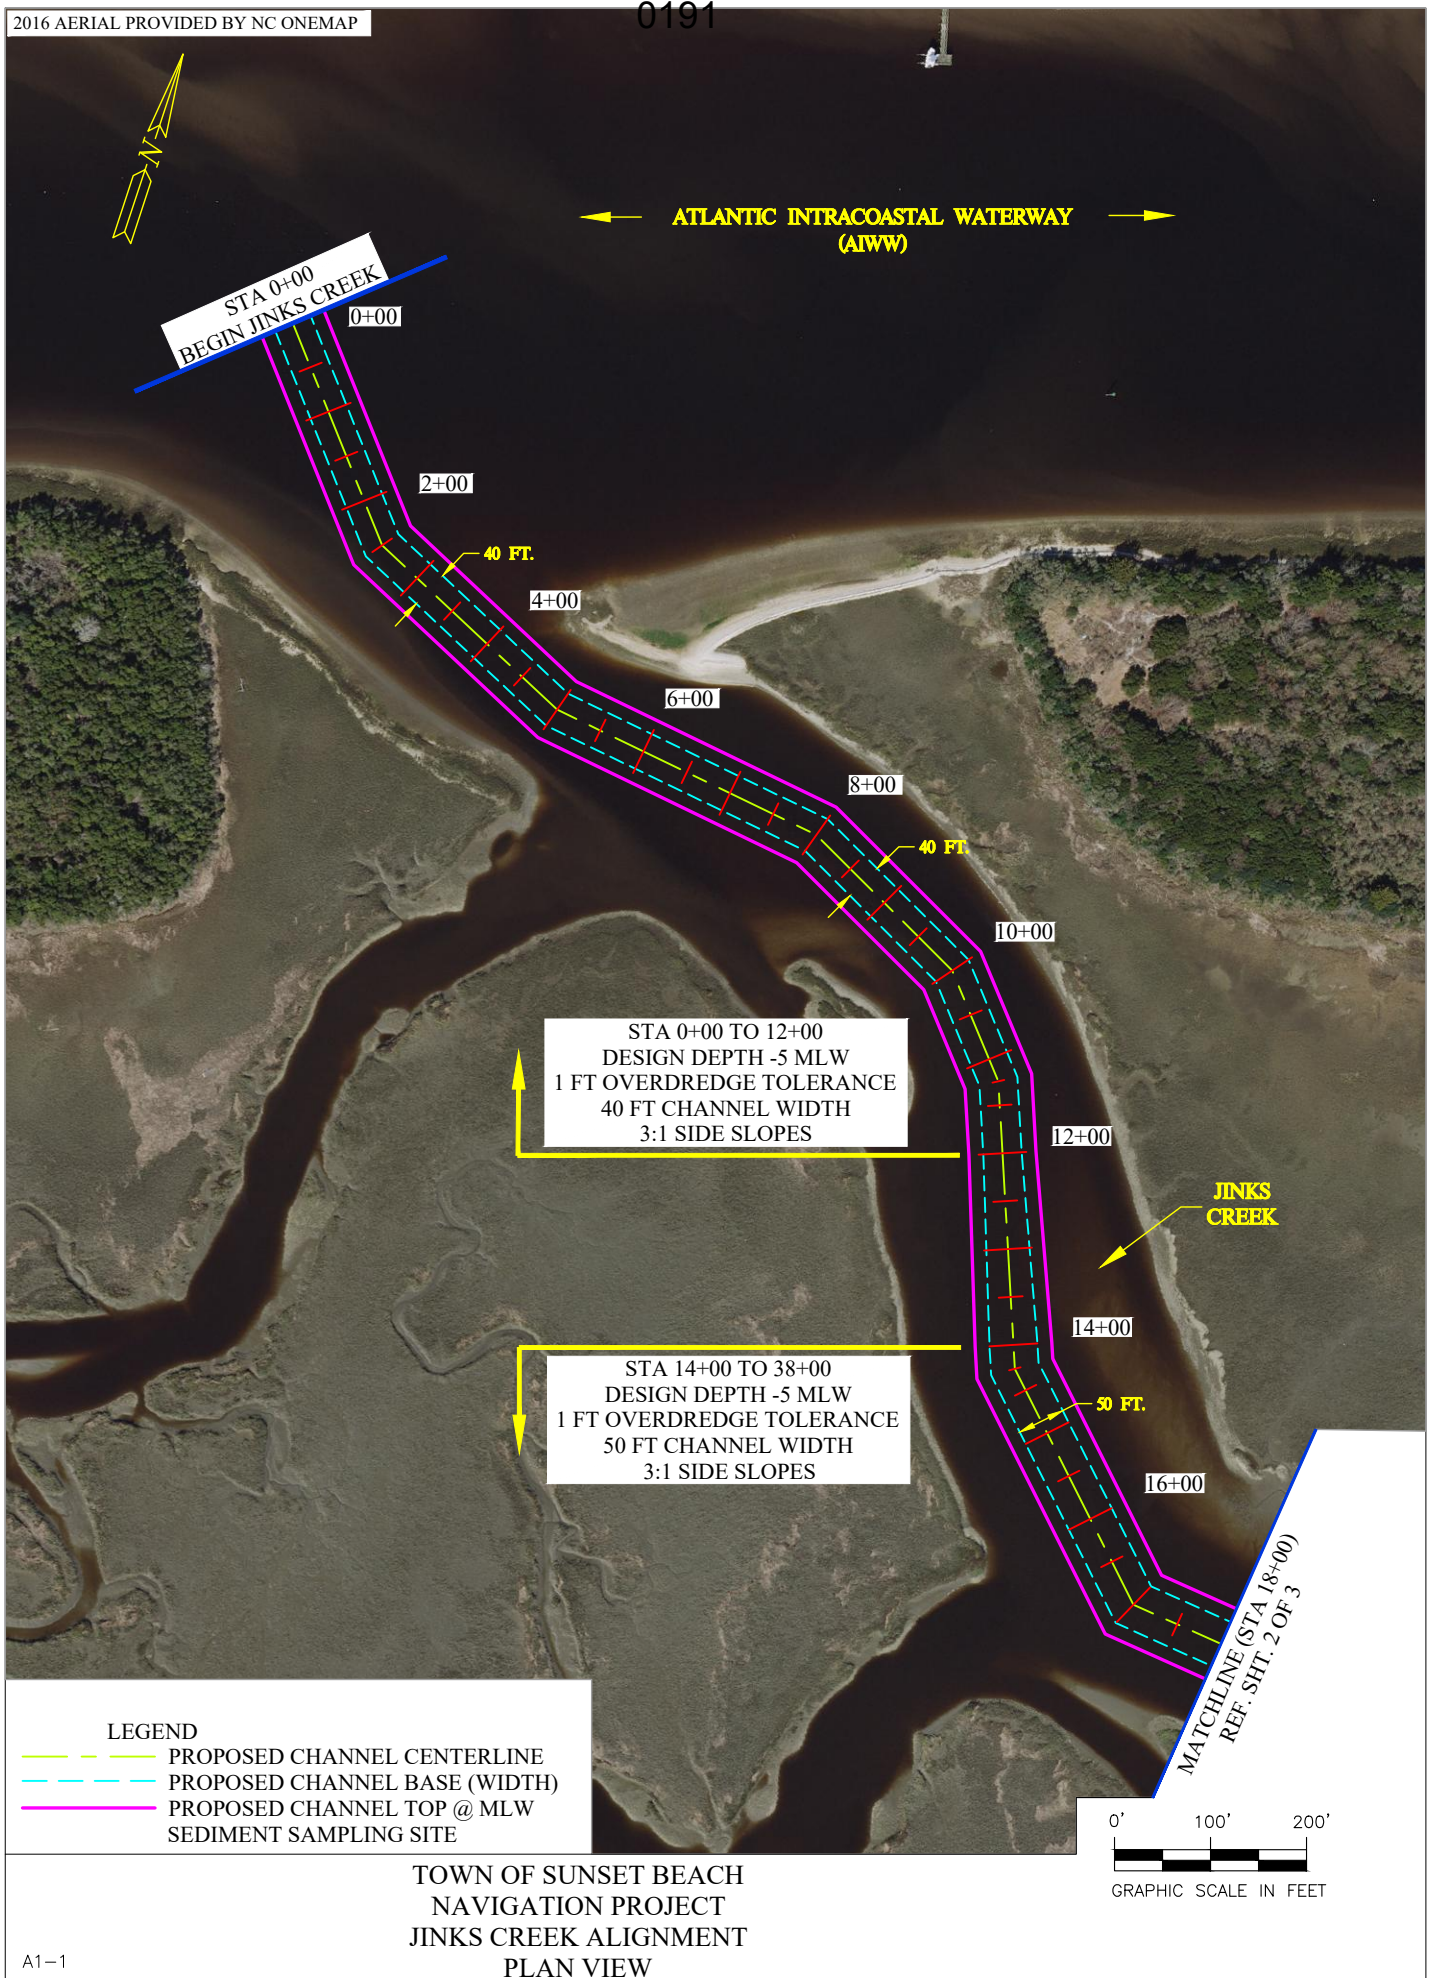 0191
2016 AERIAL PROVIDED BY NC ONEMAP
N
ATLANTIC INTRACOASTAL WATERWAY
(AIWW)
STA 0+00
BEGIN JINKS CREEK
0+00
2+00
40 FT.
4+00
6+00
8+00
40 FT.
10+00
STA 0+00 TO 12+00
DESIGN DEPTH -5 MLW
1 FT OVERDREDGE TOLERANCE
40 FT CHANNEL WIDTH
3:1 SIDE SLOPES
12+00
JINKS
CREEK
14+00
STA 14+00 TO 38+00
DESIGN DEPTH -5 MLW
1 FT OVERDREDGE TOLERANCE
50 FT CHANNEL WIDTH
3:1 SIDE SLOPES
50 FT.
16+00
MATCHLINE (STA 18+00)
REF. SHT. 2 OF 3
LEGEND
PROPOSED CHANNEL CENTERLINE
PROPOSED CHANNEL BASE (WIDTH)
PROPOSED CHANNEL TOP @ MLW
SEDIMENT SAMPLING SITE
0' 100' 200'
GRAPHIC SCALE IN FEET
TOWN OF SUNSET BEACH
NAVIGATION PROJECT
JINKS CREEK ALIGNMENT
PLAN VIEW
A1-1